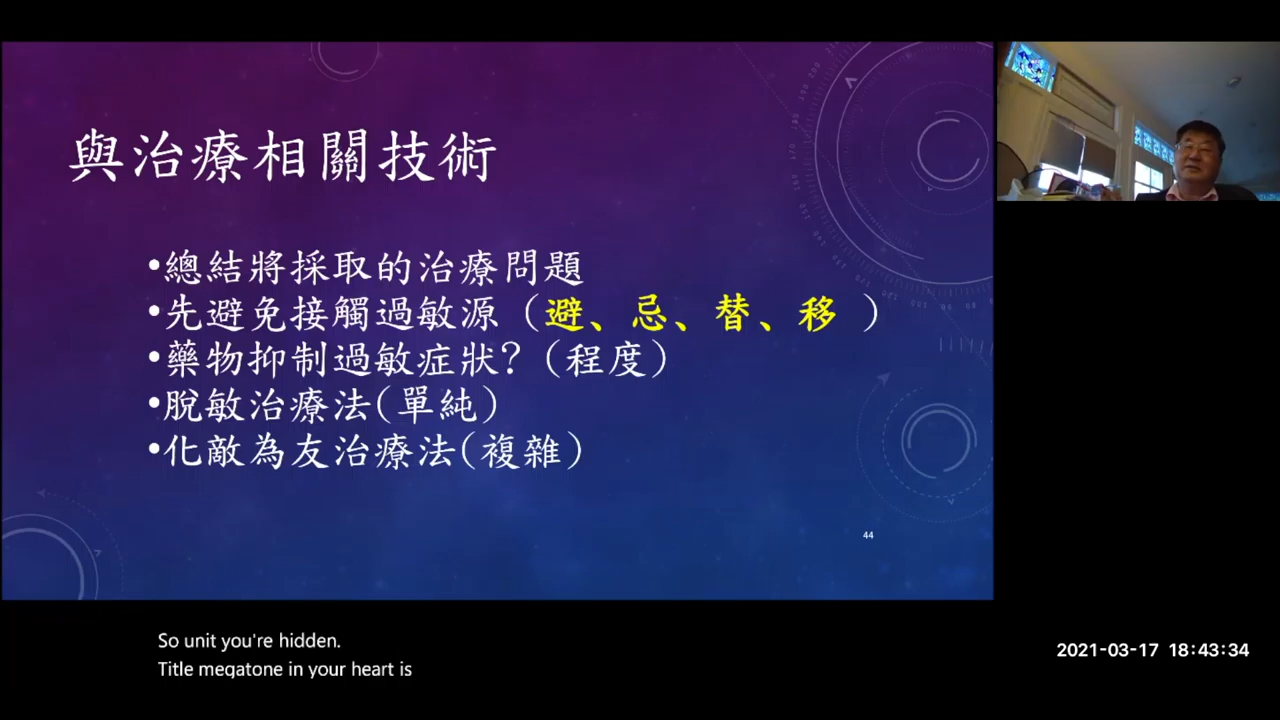 與治療相關技術
•總結將採取的治療問題
•先避免接觸過敏源（避、忌、替、移 ）
•藥物抑制過敏症狀?（程度）
•脫敏治療法(單純)
•化敵為友治療法(複雜)
44
So unit you're hidden.
Title megatone in your heart is
2021-03-17 18:43:34